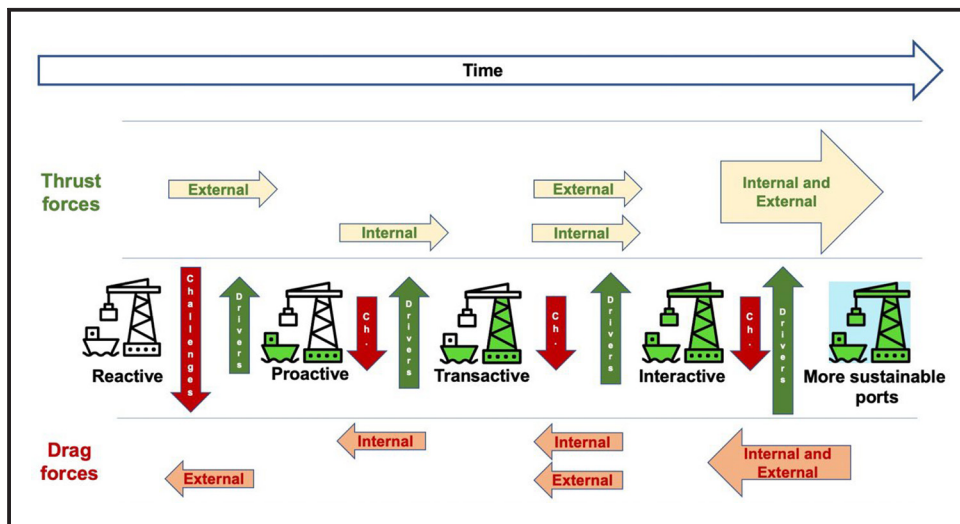 Time
Thrust
forces
External
External
Internal and
External
Internal
Internal
Challenges
Drivers
Ch.
Drivers
Ch.
Drivers
Ch.
Drivers
Reactive
Proactive
Transactive
Interactive
More sustainable
ports
Drag
forces
Internal
Internal
Internal and
External
External
External